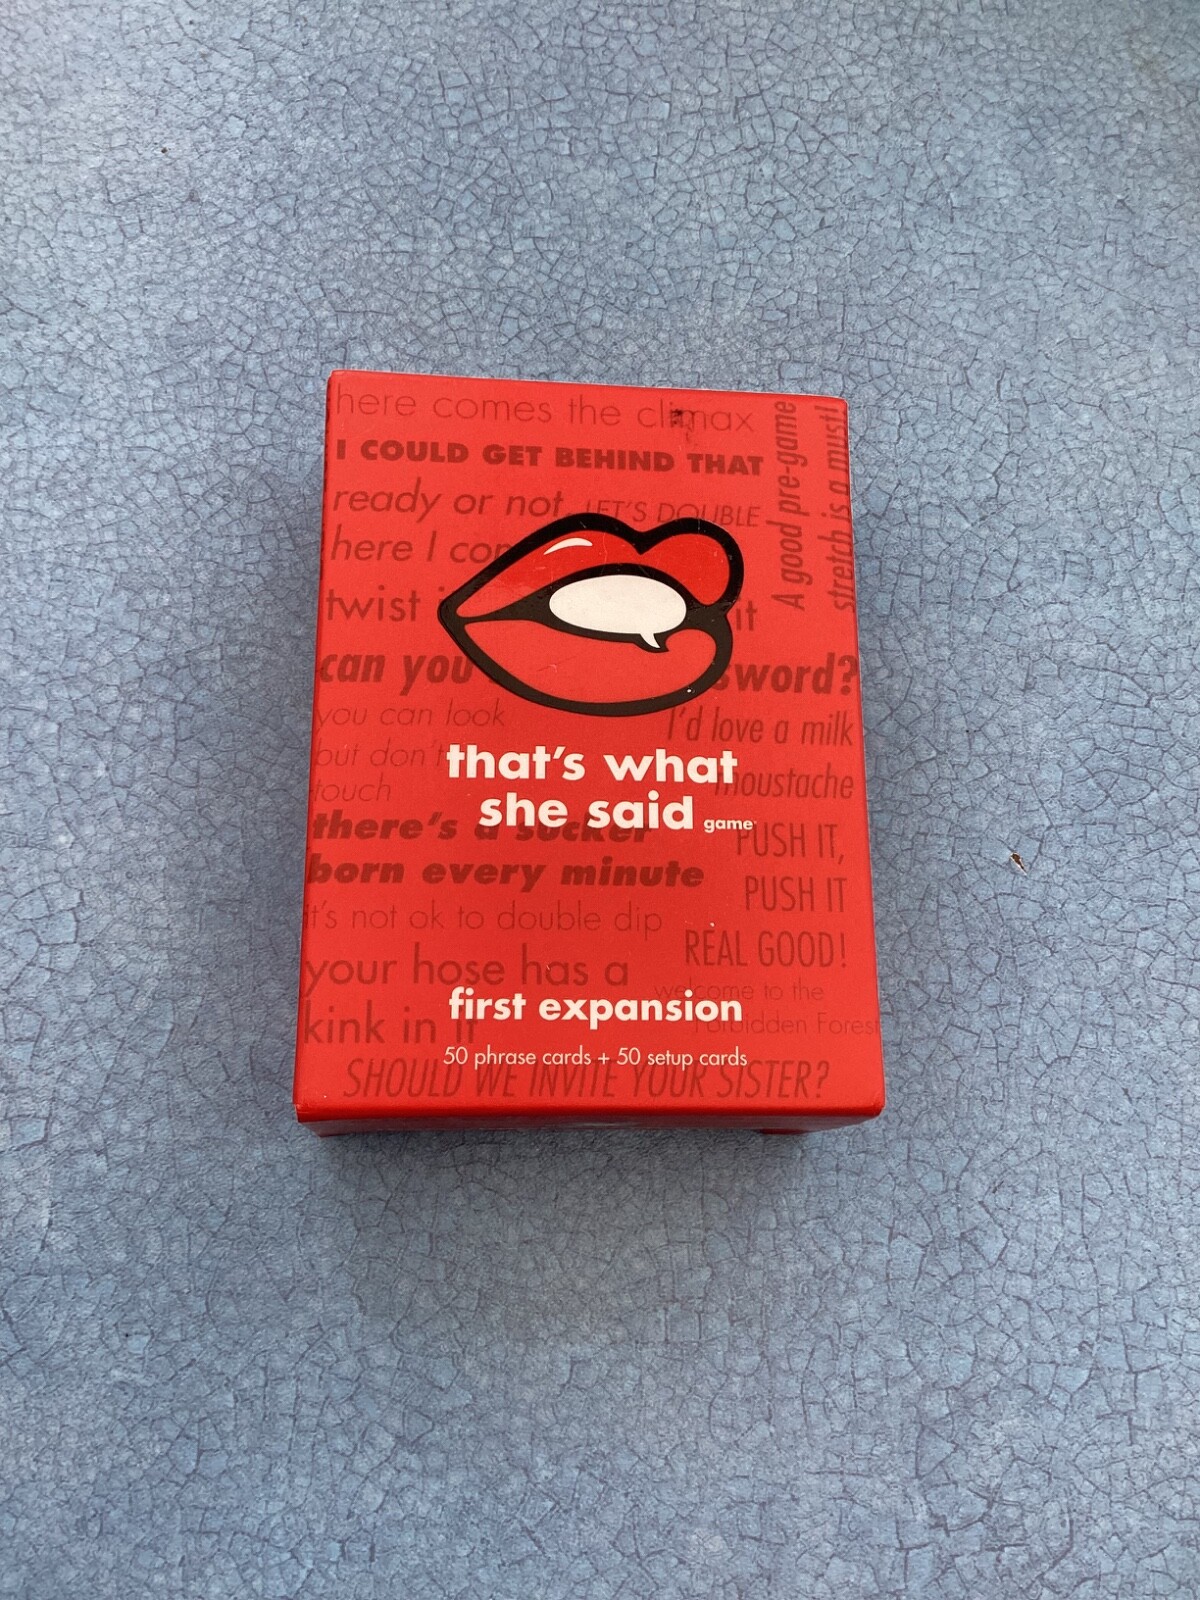 here comes the climax
I COULD GET BEHIND THAT
A good pre-game
stretch is a must!
ready or not,
LET'S DOUBLE
here I
twist
it
can you
sword?
you can look
but don't
touch
I'd love a milk
moustache
that's what
she said game
there's a sucker
born every minute
PUSH IT,
PUSH IT
REAL GOOD!
it's not ok to double dip
your hose has a
kink in it
welcome to the
Forbidden Forest
first expansion
50 phrase cards + 50 setup cards
SHOULD WE INVITE YOUR SISTER?